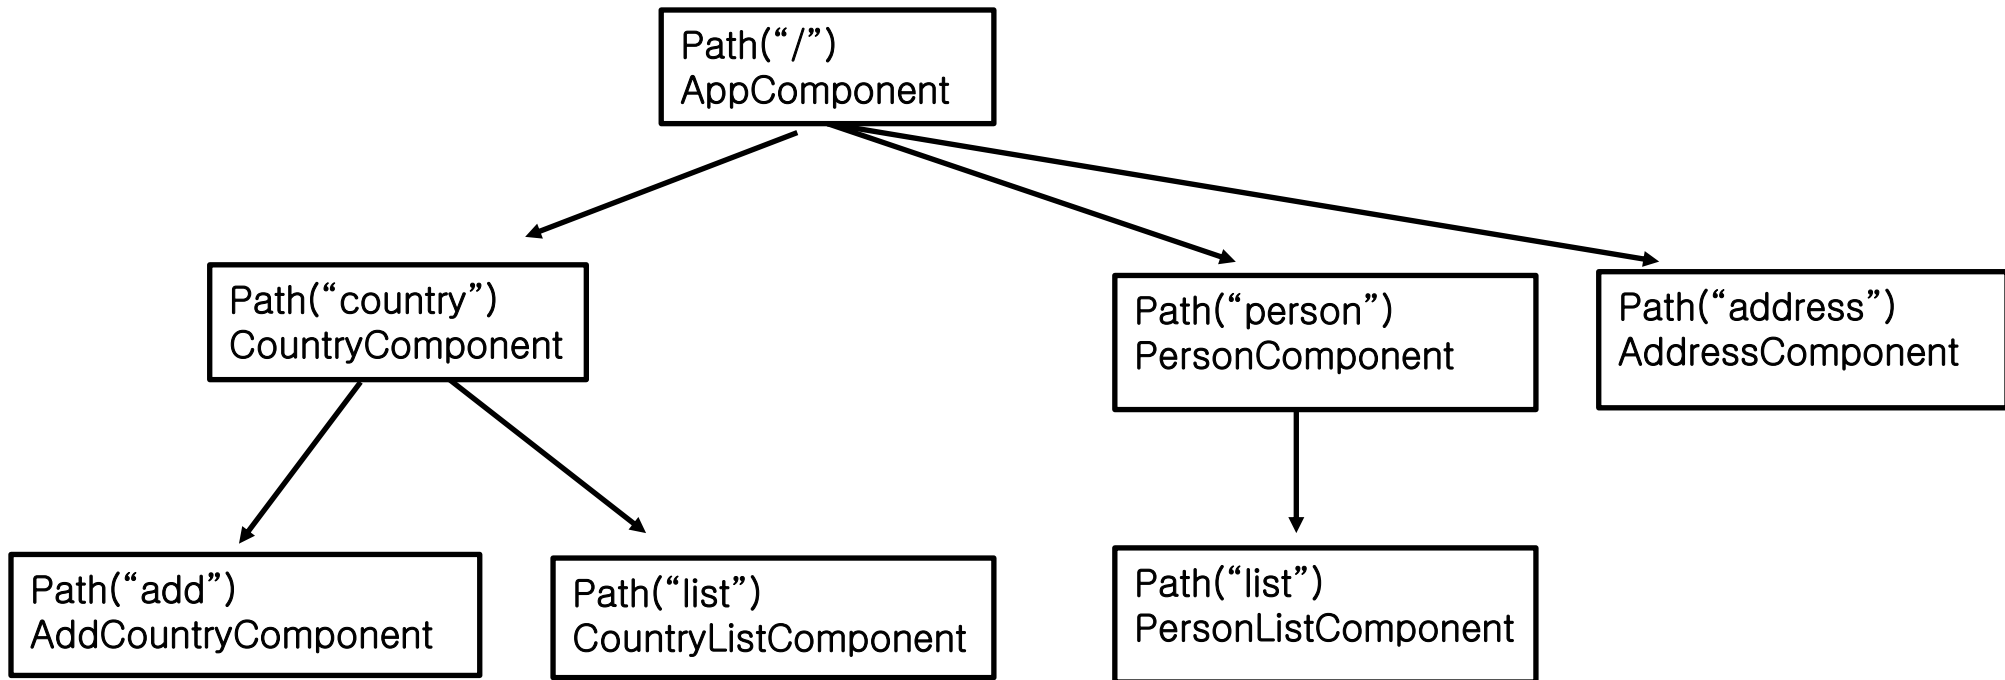 Path(“/”)
AppComponent
Path(“country”)
CountryComponent
Path(“person”)
PersonComponent
Path(“address”)
AddressComponent
Path(“add”)
AddCountryComponent
Path(“list”)
CountryListComponent
Path(“list”)
PersonListComponent